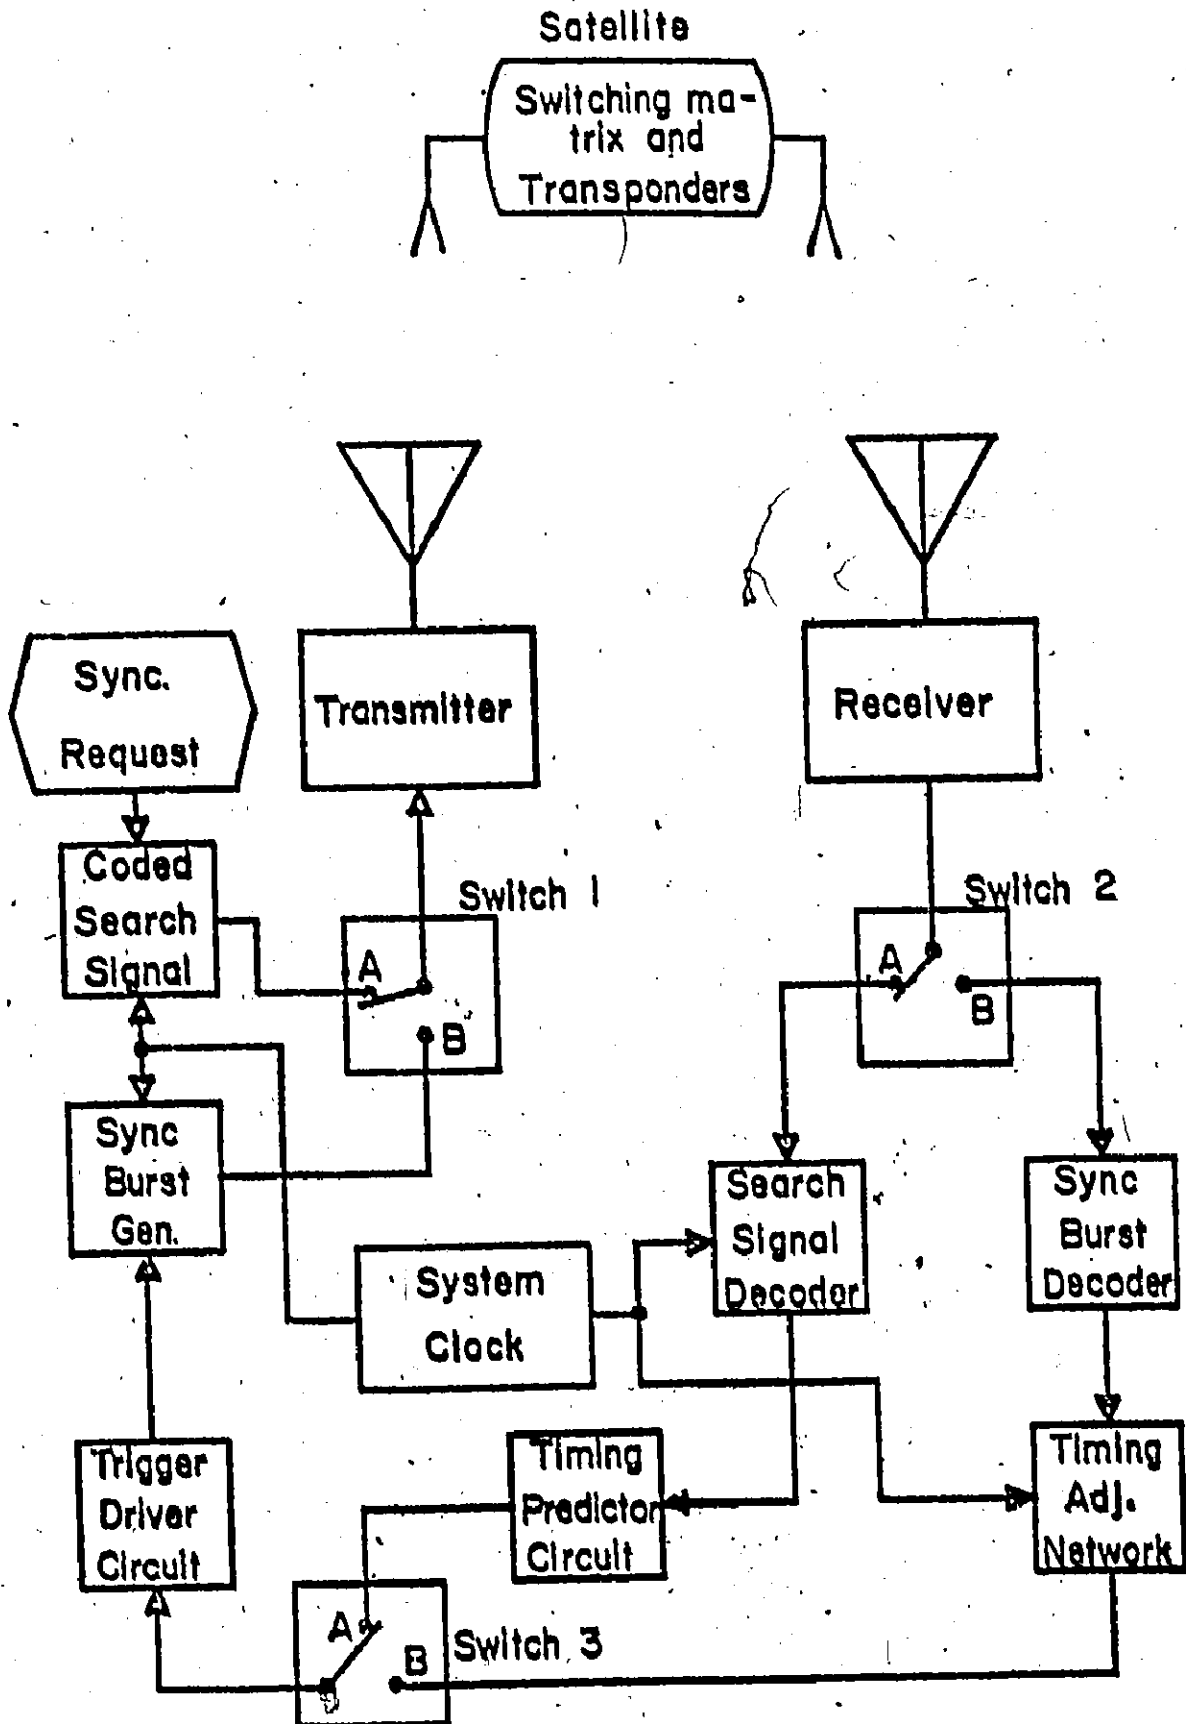 Satellite
Switching ma-
trix and
Transponders
Sync.
Request
Transmitter
Receiver
Coded
Search
Signal
Switch 1
A
B
Switch 2
A
B
Sync
Burst
Gen.
System
Clock
Search
Signal
Decoder
Sync
Burst
Decoder
Trigger
Driver
Circuit
Timing
Predictor
Circuit
Timing
Adj.
Network
A
B
Switch 3